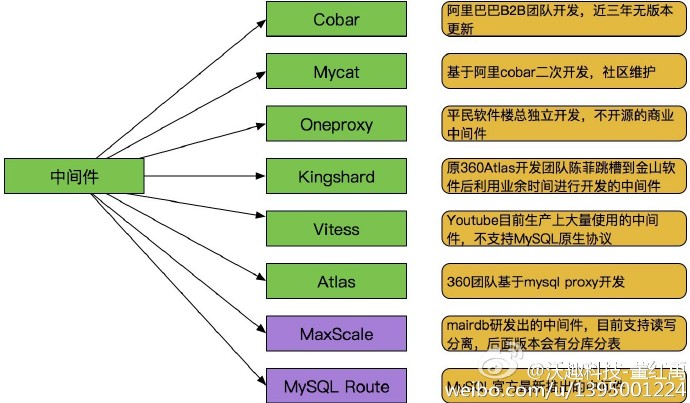 Cobar
阿里巴巴B2B团队开发，近三年无版本
更新
Mycat
基于阿里cobar二次开发，社区维护
Oneproxy
平民软件楼总独立开发，不开源的商业
中间件
中间件
Kingshard
原360Atlas开发团队陈菲跳槽到金山软
件后利用业余时间进行开发的中间件
Vitess
Youtube目前生产上大量使用的中间
件，不支持MySQL原生协议
Atlas
360团队基于mysql proxy开发
MaxScale
mairdb研发出的中间件，目前支持读写
分离，后面版本会有分库分表
MySQL Route
MySQL官方最新推出的中间件
@沃趣科技-董红禹
weibo.com/u/1393001224